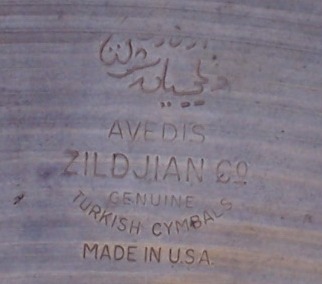 AVEDIS
ZILDJIAN Co
GENUINE
TURKISH CYMBALS
MADE IN U.S.A.